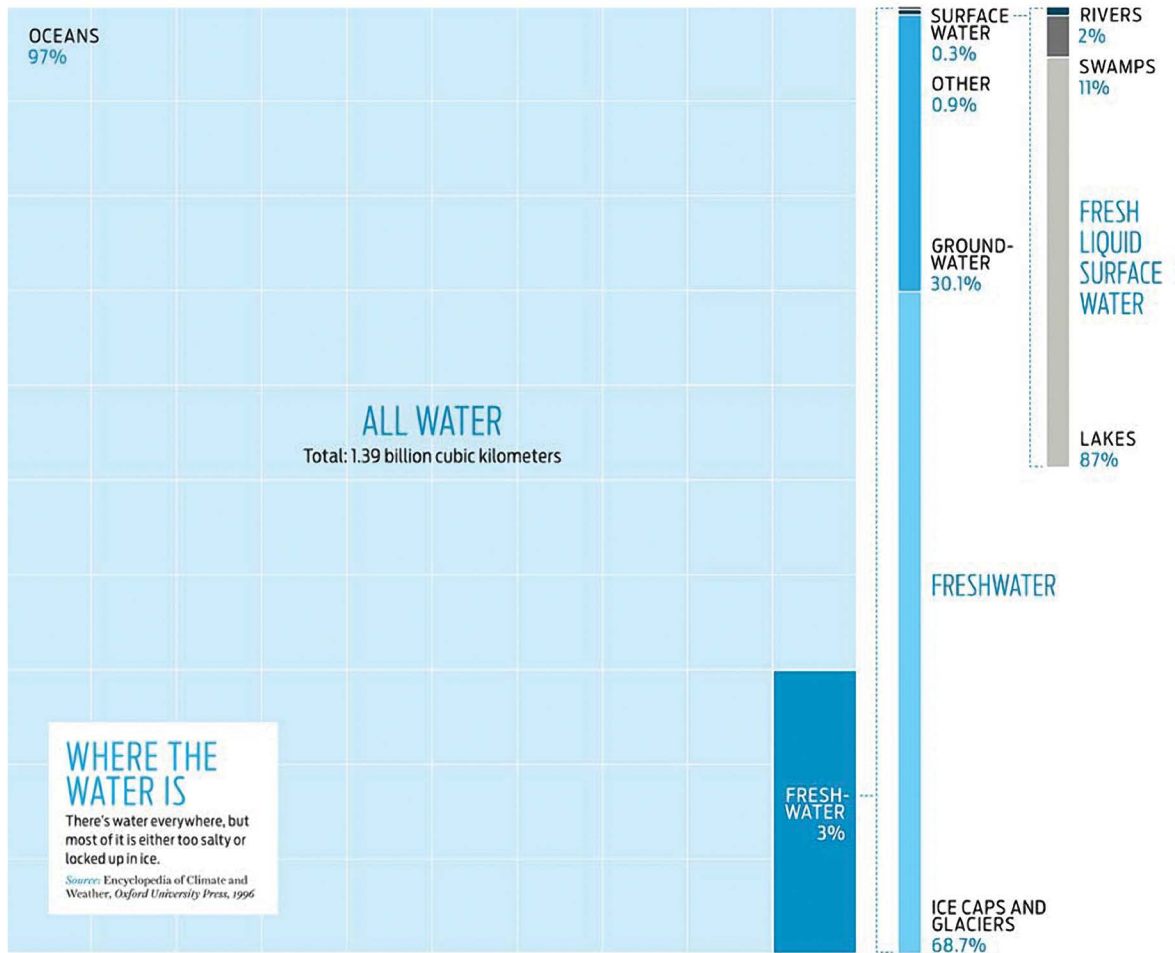 OCEANS
97%
ALL WATER
Total: 1.39 billion cubic kilometers
WHERE THE
WATER IS
There's water everywhere, but
most of it is either too salty or
locked up in ice.
Source: Encyclopedia of Climate and
Weather, Oxford University Press, 1996
FRESH-
WATER
3%
SURFACE
WATER
0.3%
OTHER
0.9%
GROUND-
WATER
30.1%
FRESHWATER
ICE CAPS AND
GLACIERS
68.7%
RIVERS
2%
SWAMPS
11%
FRESH
LIQUID
SURFACE
WATER
LAKES
87%